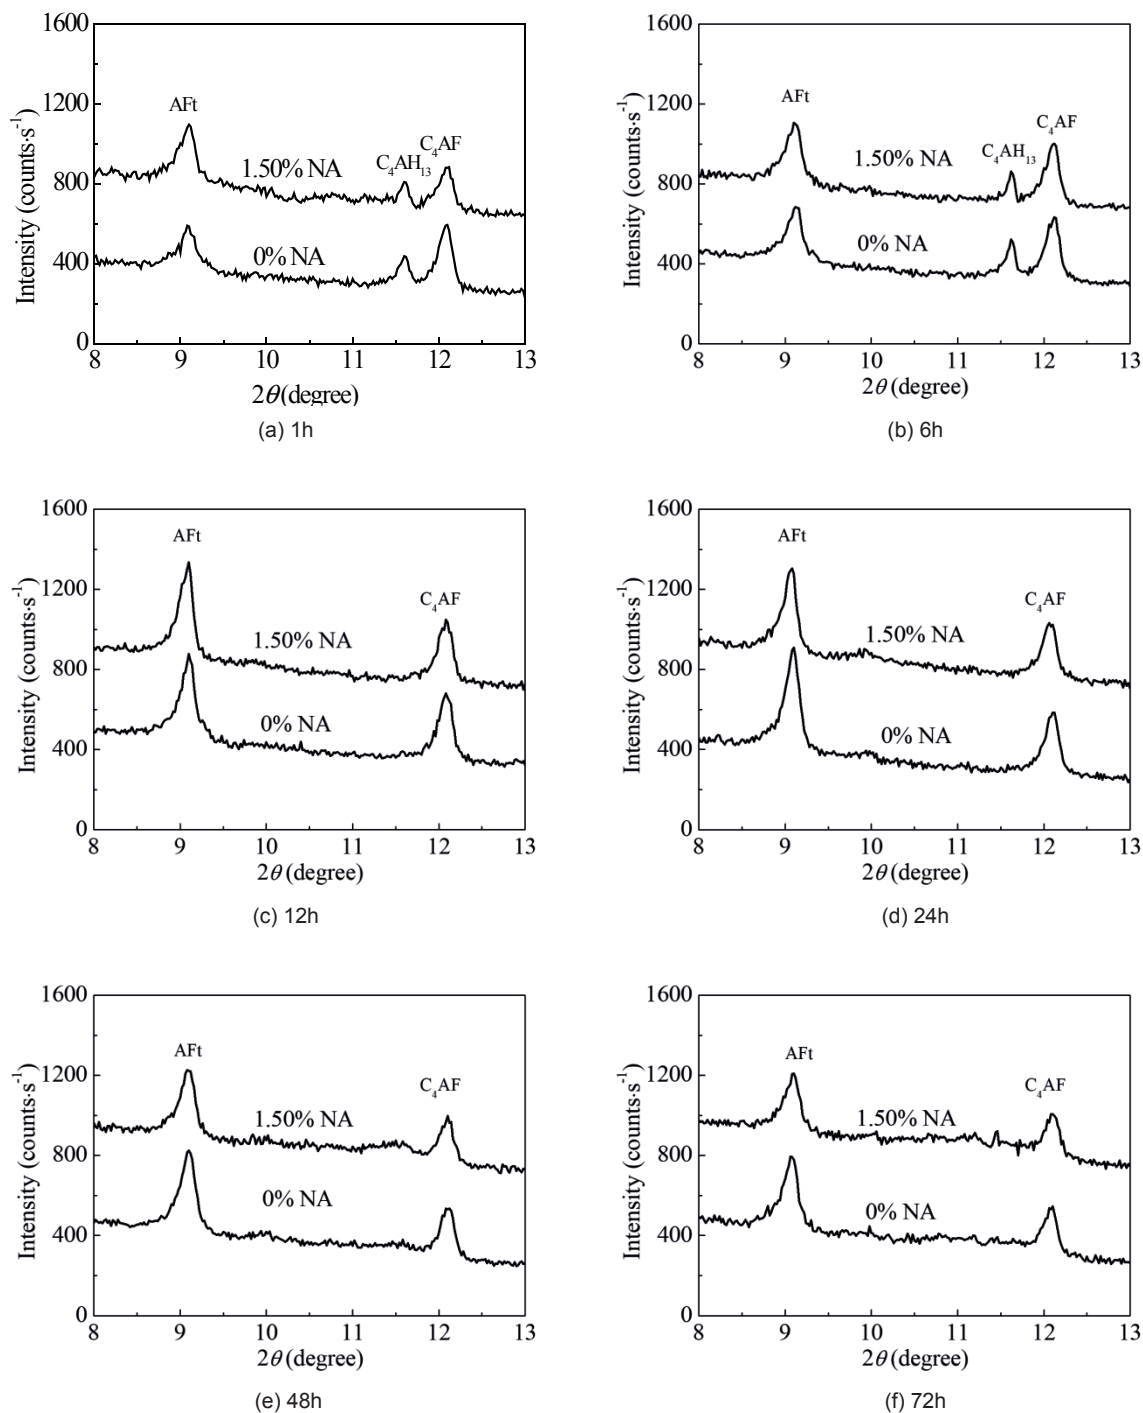 1600
1200
800
400
0
Intensity (counts·s⁻¹)
AFt
1.50% NA
C₄AH₁₃
C₄AF
0% NA
8 9 10 11 12 13
2θ(degree)
(a) 1h
1600
1200
800
400
0
Intensity (counts·s⁻¹)
AFt
1.50% NA
C₄AH₁₃
C₄AF
0% NA
8 9 10 11 12 13
2θ (degree)
(b) 6h
1600
1200
800
400
0
Intensity (counts·s⁻¹)
AFt
C₄AF
1.50% NA
0% NA
8 9 10 11 12 13
2θ (degree)
(c) 12h
1600
1200
800
400
0
Intensity (counts·s⁻¹)
AFt
C₄AF
1.50% NA
0% NA
8 9 10 11 12 13
2θ (degree)
(d) 24h
1600
1200
800
400
0
Intensity (counts·s⁻¹)
AFt
C₄AF
1.50% NA
0% NA
8 9 10 11 12 13
2θ (degree)
(e) 48h
1600
1200
800
400
0
Intensity (counts·s⁻¹)
AFt
C₄AF
1.50% NA
0% NA
8 9 10 11 12 13
2θ (degree)
(f) 72h